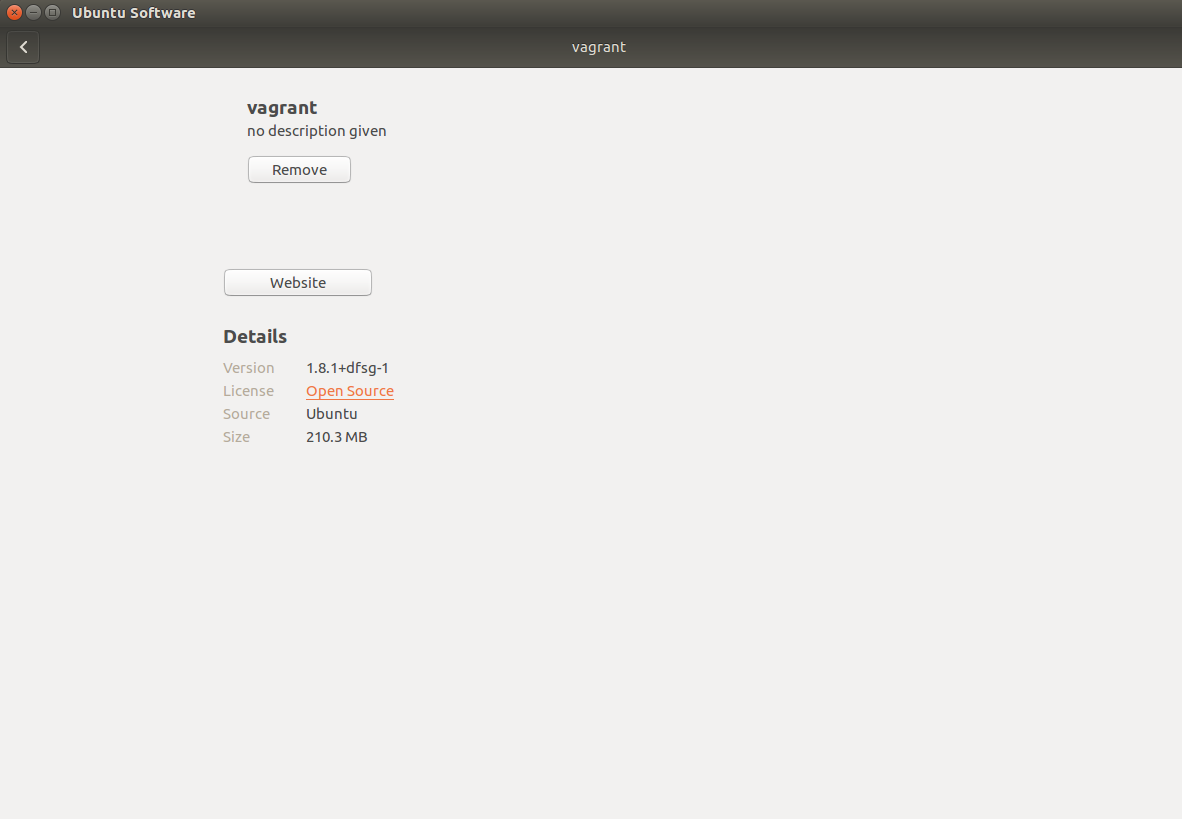 Ubuntu Software
vagrant
vagrant
no description given
Remove
Website
Details
Version 1.8.1+dfsg-1
License Open Source
Source Ubuntu
Size 210.3 MB